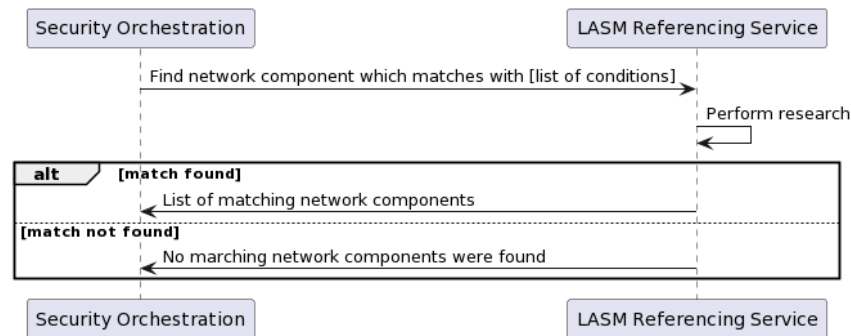 Security Orchestration
LASM Referencing Service
Find network component which matches with [list of conditions]
Perform research
alt
[match found]
List of matching network components
[match not found]
No marching network components were found
Security Orchestration
LASM Referencing Service